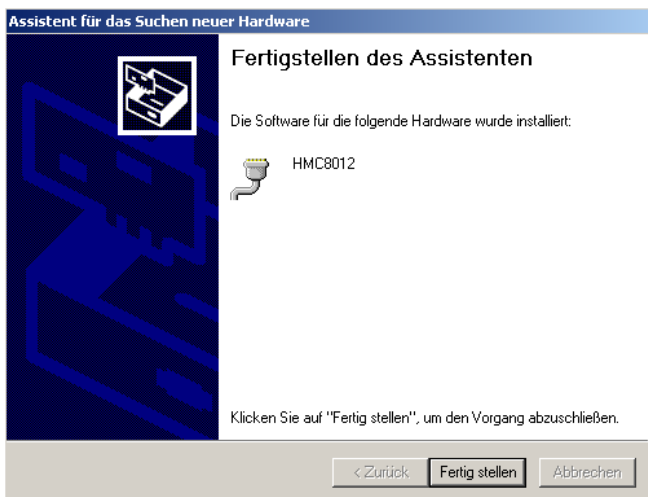 Assistent für das Suchen neuer Hardware
Fertigstellen des Assistenten
Die Software für die folgende Hardware wurde installiert:
HMC8012
Klicken Sie auf "Fertig stellen", um den Vorgang abzuschließen.
< Zurück
Fertig stellen
Abbrechen